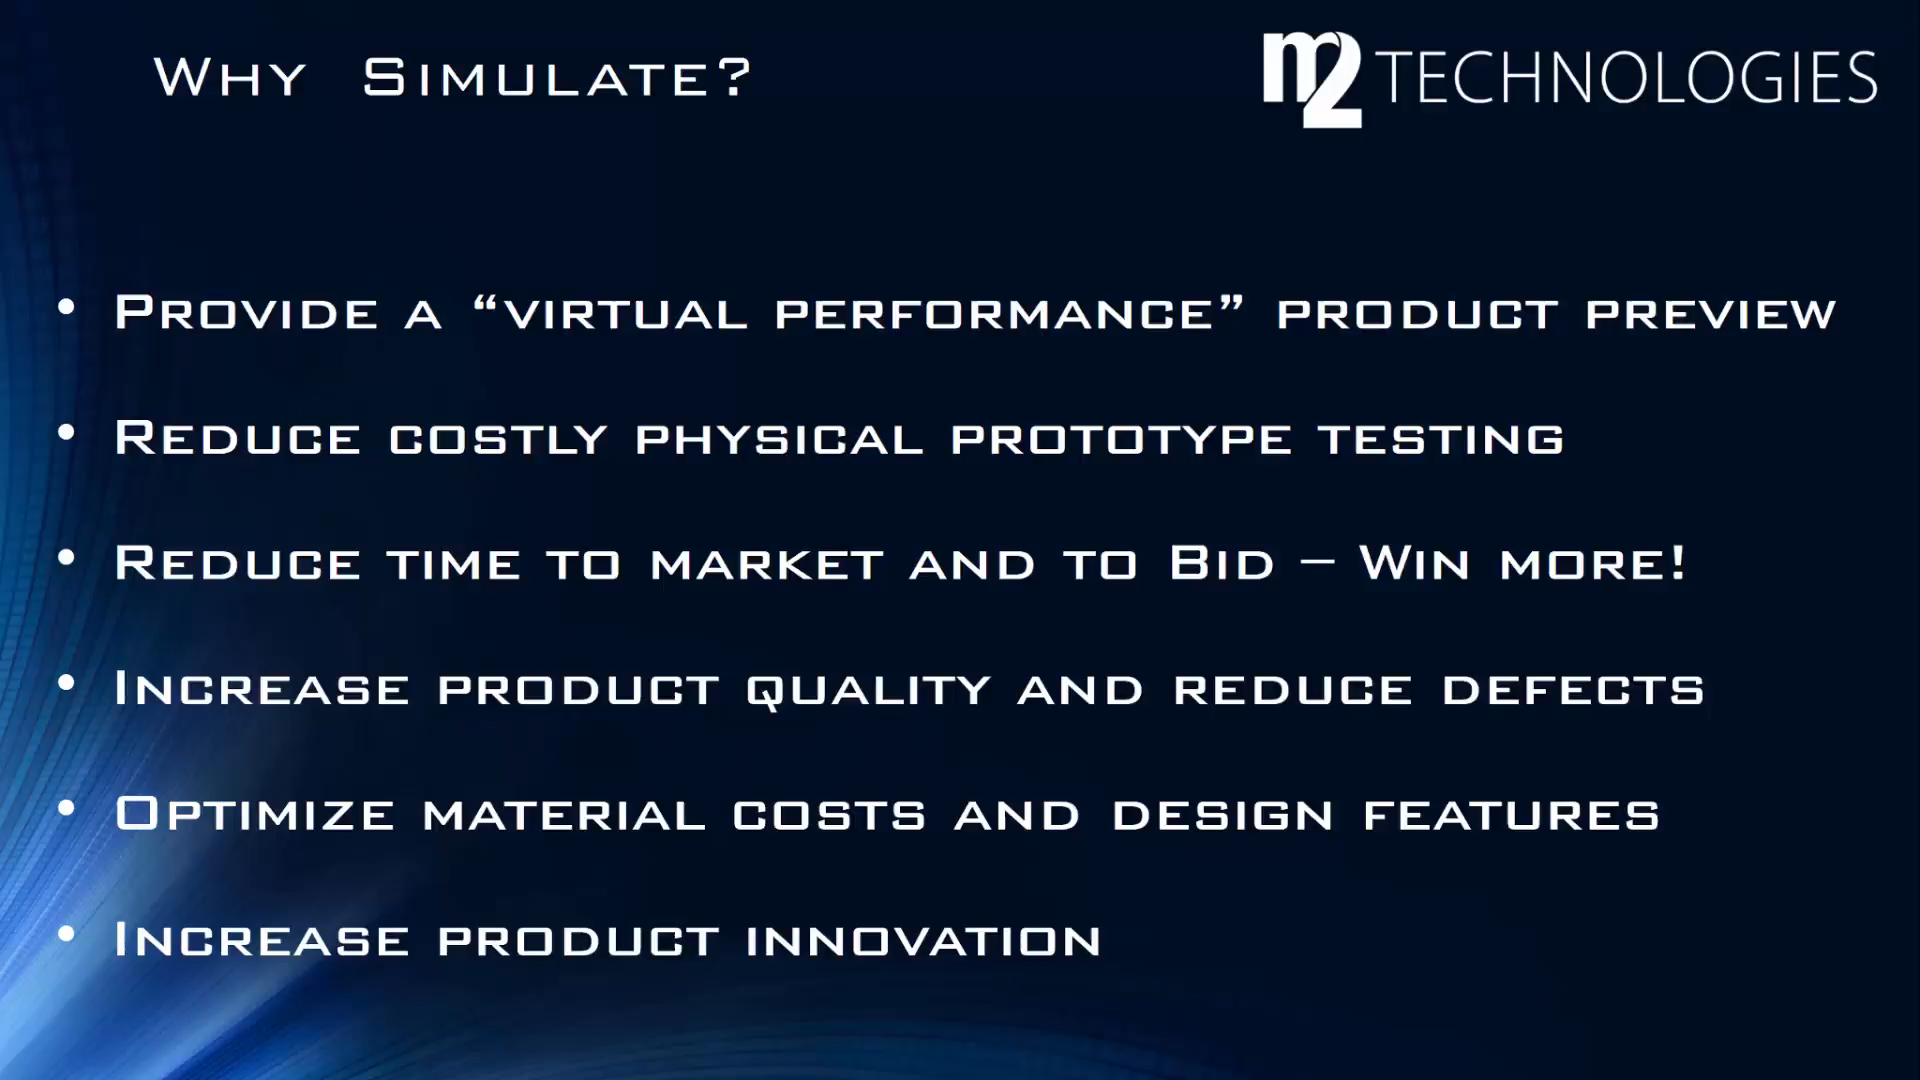 Why Simulate?
m2 TECHNOLOGIES
• Provide a “virtual performance” product preview
• Reduce costly physical prototype testing
• Reduce time to market and to Bid – Win more!
• Increase product quality and reduce defects
• Optimize material costs and design features
• Increase product innovation